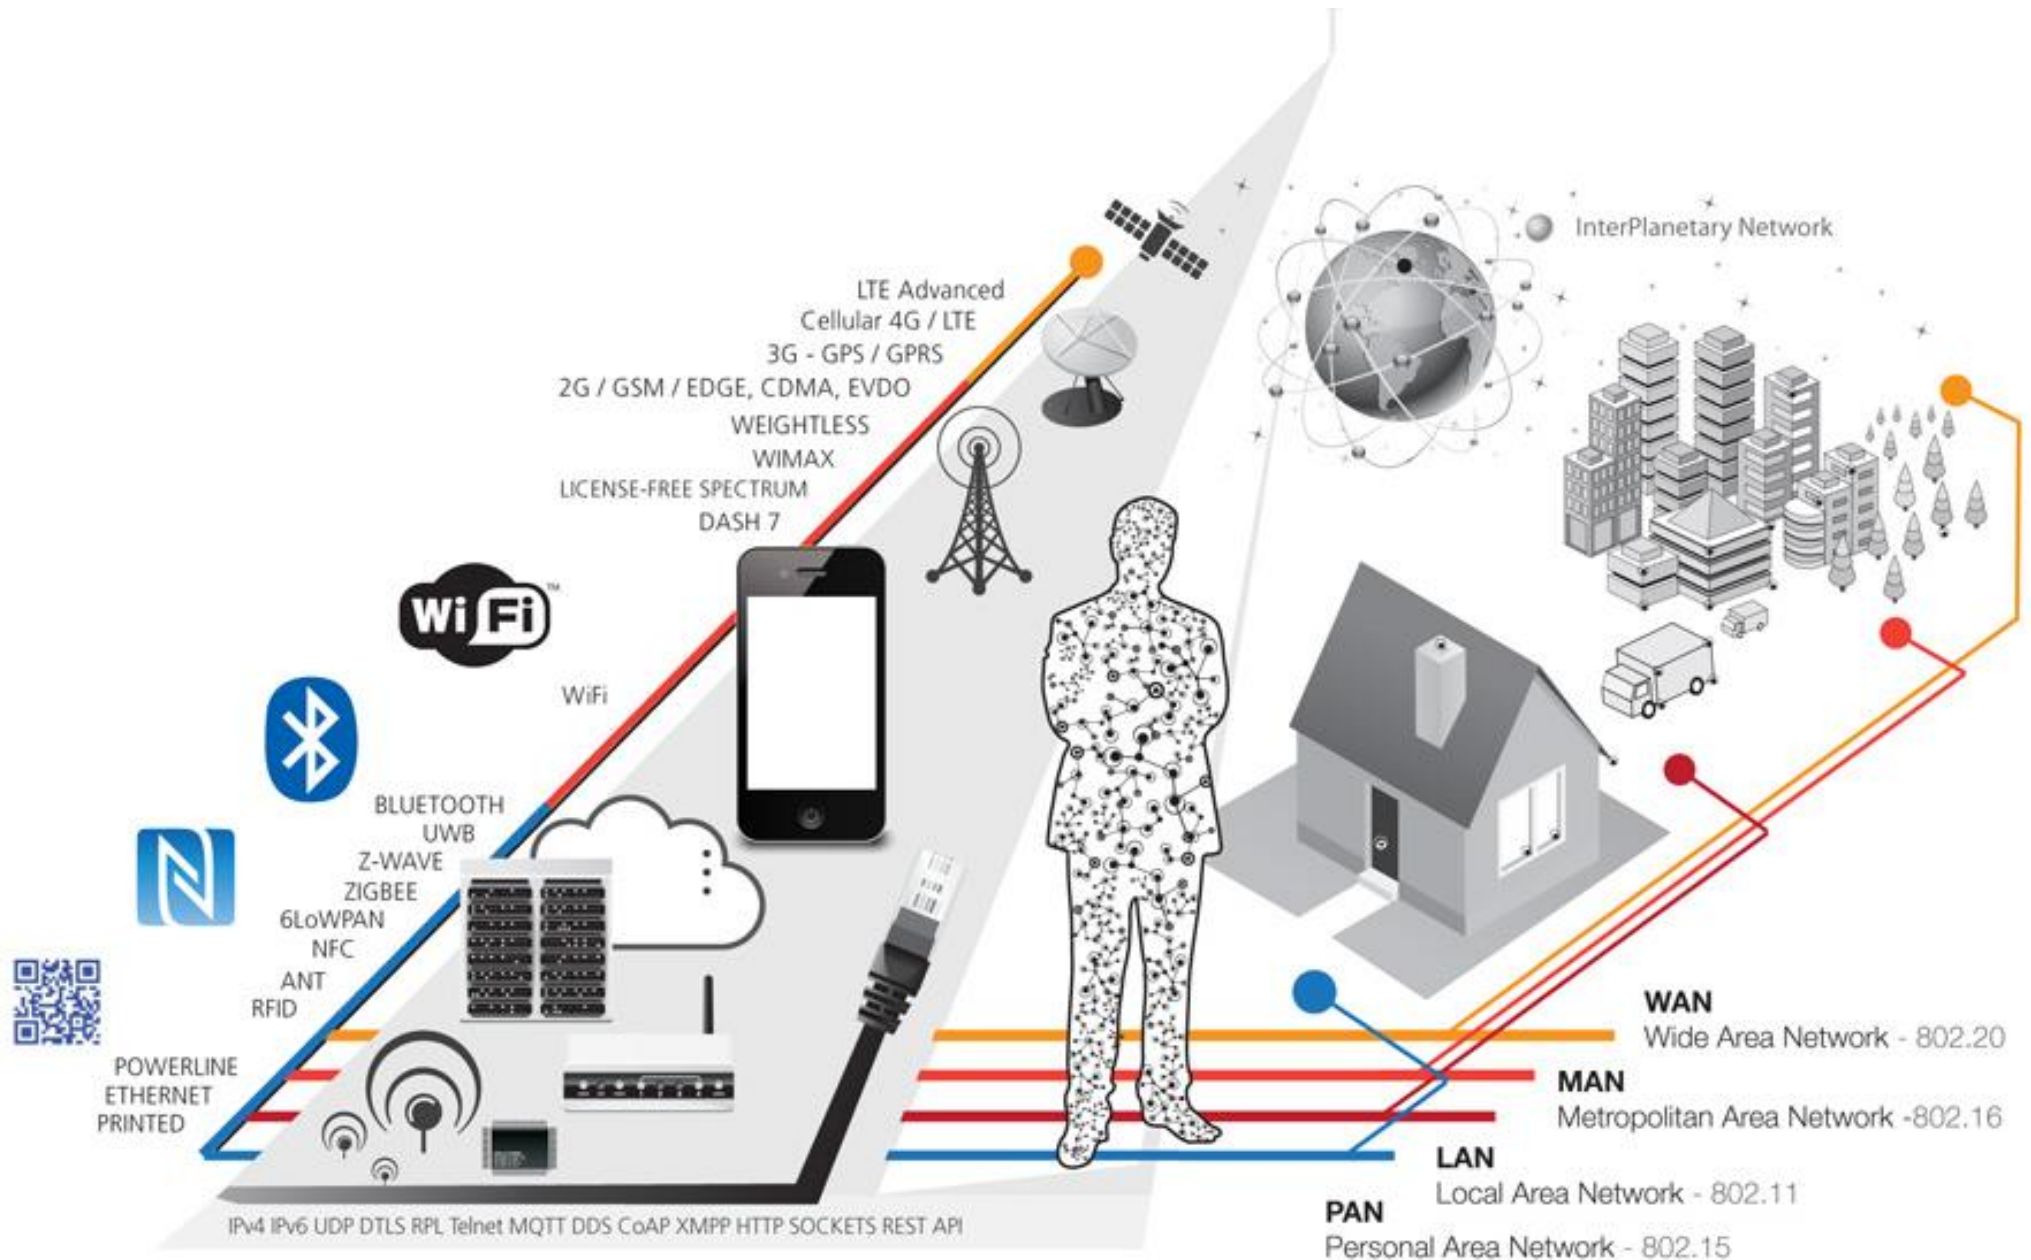 InterPlanetary Network
LTE Advanced
Cellular 4G / LTE
3G - GPS / GPRS
2G / GSM / EDGE, CDMA, EVDO
WEIGHTLESS
WIMAX
LICENSE-FREE SPECTRUM
DASH 7
WiFi™
WiFi
BLUETOOTH
UWB
Z-WAVE
ZIGBEE
6LoWPAN
NFC
ANT
RFID
POWERLINE
ETHERNET
PRINTED
WAN
Wide Area Network - 802.20
MAN
Metropolitan Area Network -802.16
LAN
Local Area Network - 802.11
PAN
Personal Area Network - 802.15
IPv4 IPv6 UDP DTLS RPL Telnet MQTT DDS CoAP XMPP HTTP SOCKETS REST API